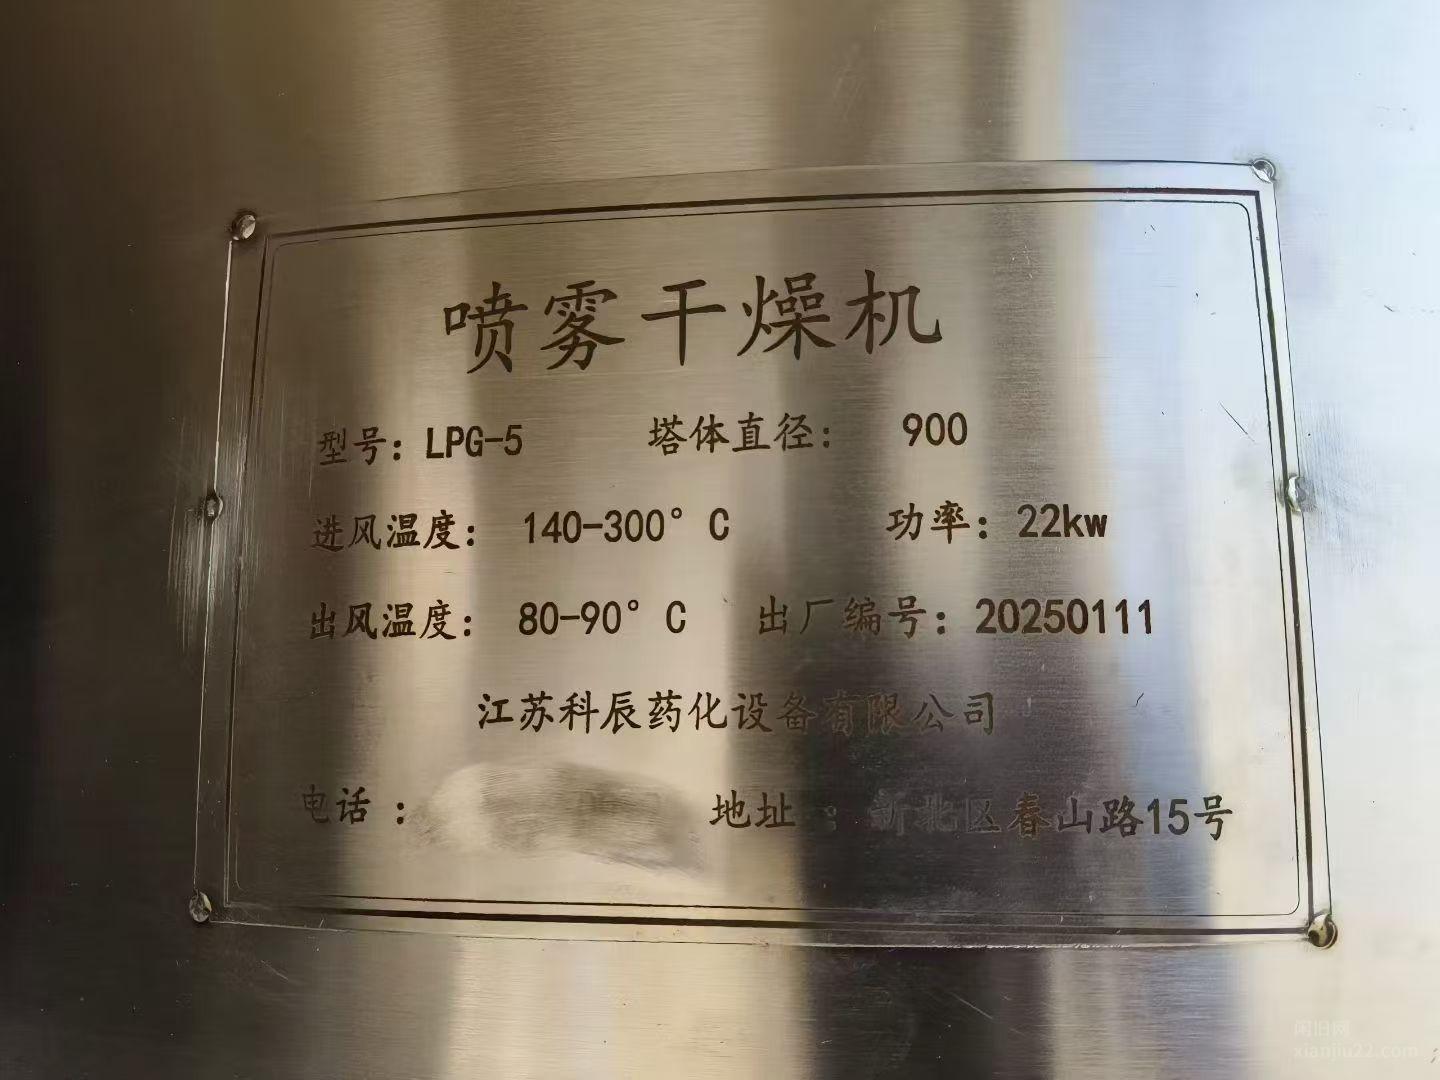 喷雾干燥机
型号：LPG-5 塔体直径： 900
进风温度： 140-300°C 功率：22kw
出风温度： 80-90°C 出厂编号：20250111
江苏科辰药化设备有限公司
电话 ： 地址 ：新北区春山路15号
闲旧网
xianjiu22.com